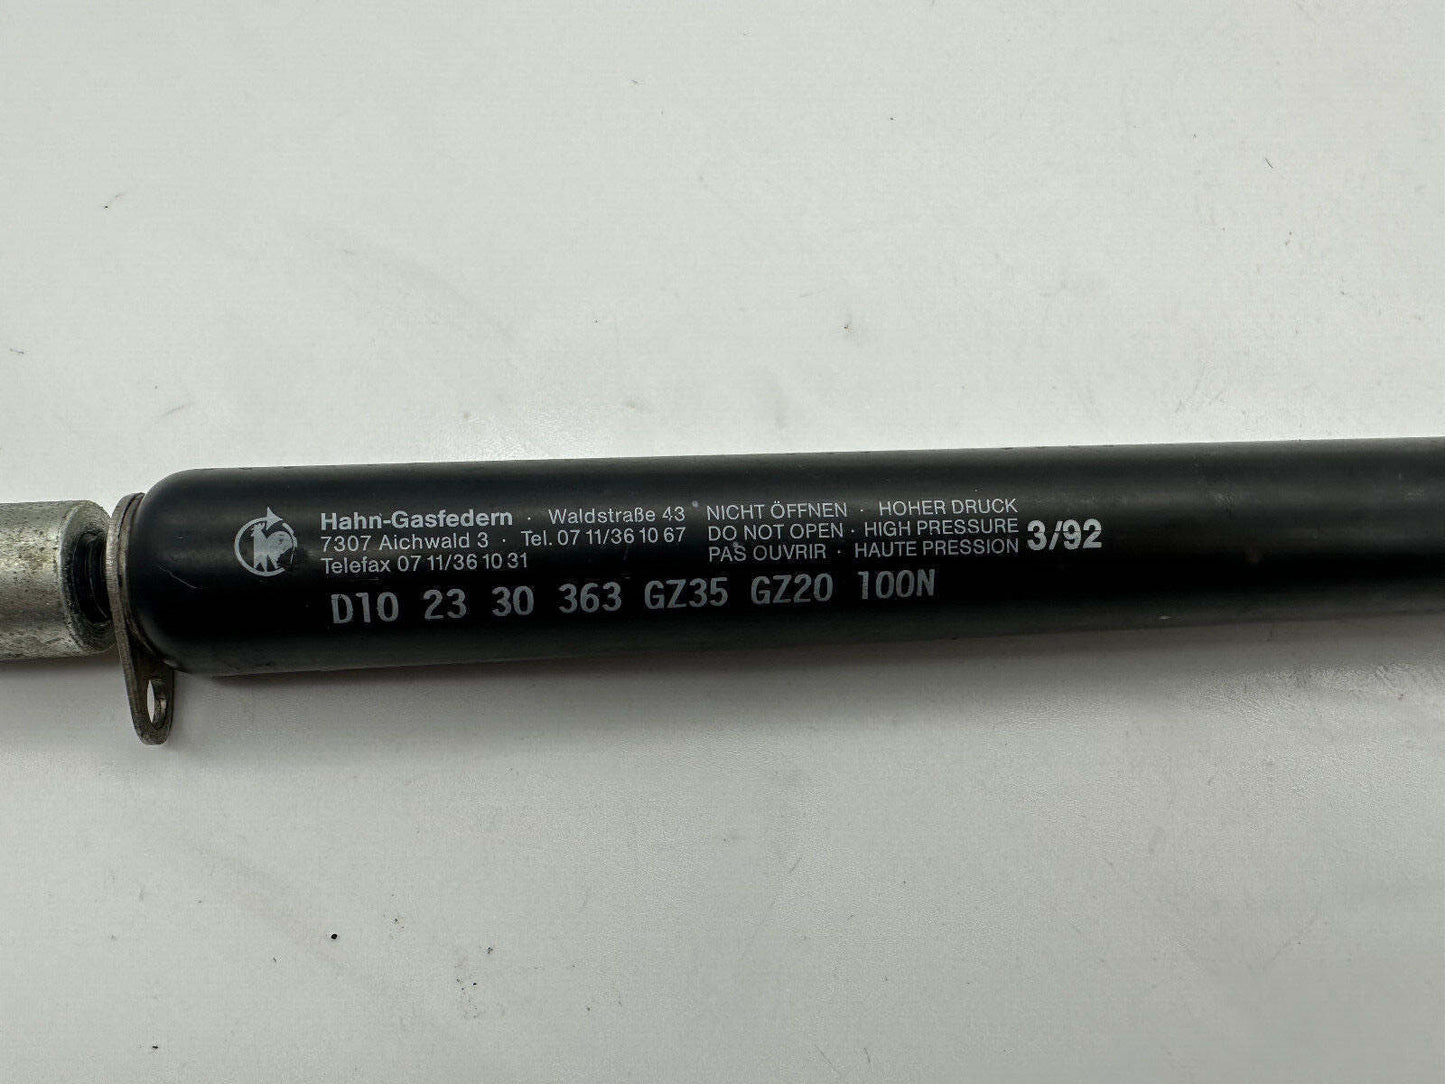 Hahn-Gasfedern · Waldstraße 43
7307 Aichwald 3 · Tel. 07 11/36 10 67
Telefax 07 11/36 10 31
NICHT ÖFFNEN · HOHER DRUCK
DO NOT OPEN · HIGH PRESSURE
PAS OUVRIR · HAUTE PRESSION
3/92
D10 23 30 363 GZ35 GZ20 100N